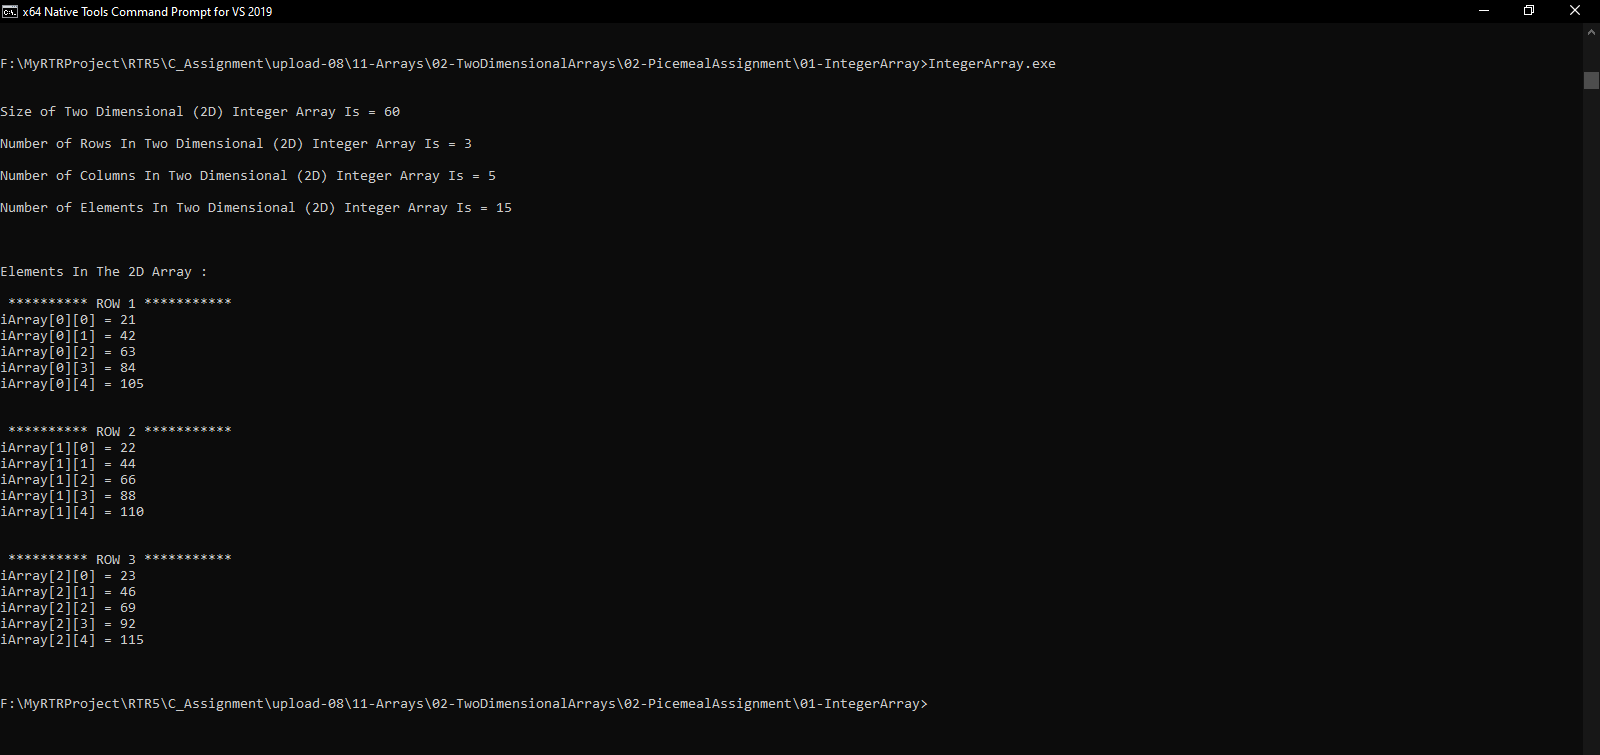 x64 Native Tools Command Prompt for VS 2019
F:\MyRTRProject\RTR5\C_Assignment\upload-08\11-Arrays\02-TwoDimensionalArrays\02-PicemealAssignment\01-IntegerArray>IntegerArray.exe
Size of Two Dimensional (2D) Integer Array Is = 60
Number of Rows In Two Dimensional (2D) Integer Array Is = 3
Number of Columns In Two Dimensional (2D) Integer Array Is = 5
Number of Elements In Two Dimensional (2D) Integer Array Is = 15
Elements In The 2D Array :
********** ROW 1 ***********
iArray[0][0] = 21
iArray[0][1] = 42
iArray[0][2] = 63
iArray[0][3] = 84
iArray[0][4] = 105
********** ROW 2 ***********
iArray[1][0] = 22
iArray[1][1] = 44
iArray[1][2] = 66
iArray[1][3] = 88
iArray[1][4] = 110
********** ROW 3 ***********
iArray[2][0] = 23
iArray[2][1] = 46
iArray[2][2] = 69
iArray[2][3] = 92
iArray[2][4] = 115
F:\MyRTRProject\RTR5\C_Assignment\upload-08\11-Arrays\02-TwoDimensionalArrays\02-PicemealAssignment\01-IntegerArray>